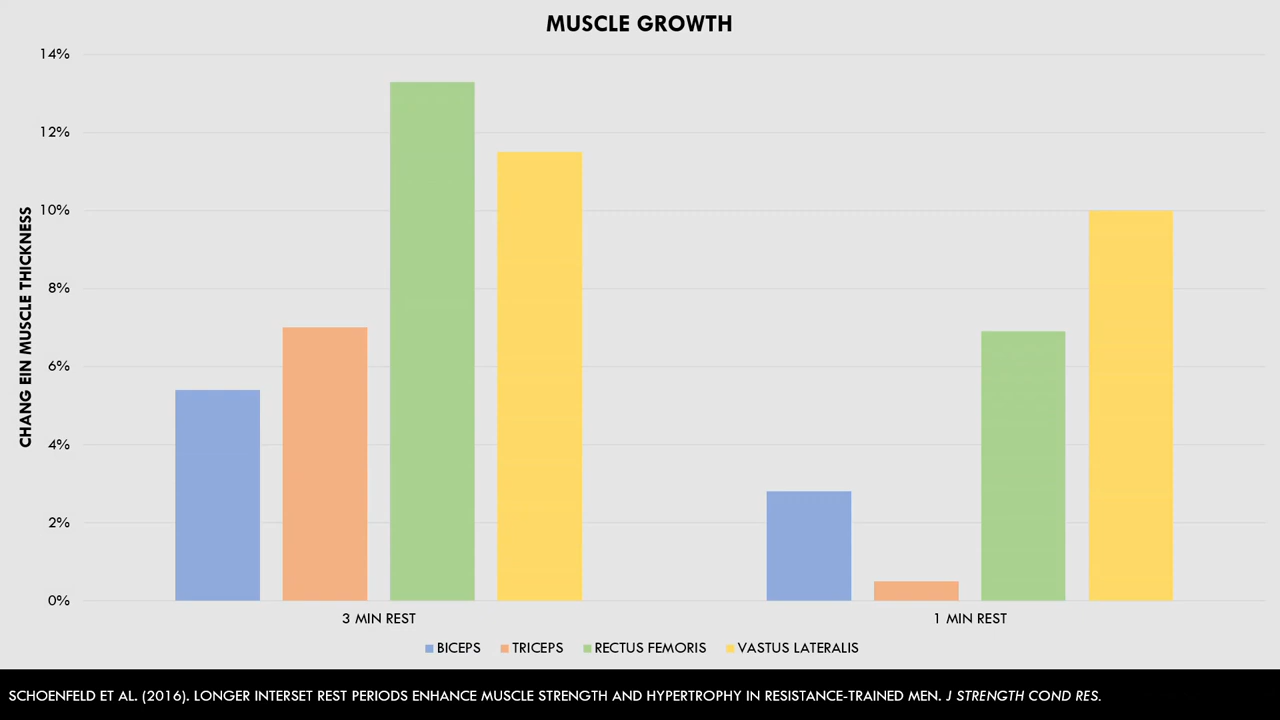 MUSCLE GROWTH
CHANG EIN MUSCLE THICKNESS
14%
12%
10%
8%
6%
4%
2%
0%
3 MIN REST
1 MIN REST
BICEPS TRICEPS RECTUS FEMORIS VASTUS LATERALIS
SCHOENFELD ET AL. (2016). LONGER INTERSET REST PERIODS ENHANCE MUSCLE STRENGTH AND HYPERTROPHY IN RESISTANCE-TRAINED MEN. J STRENGTH COND RES.